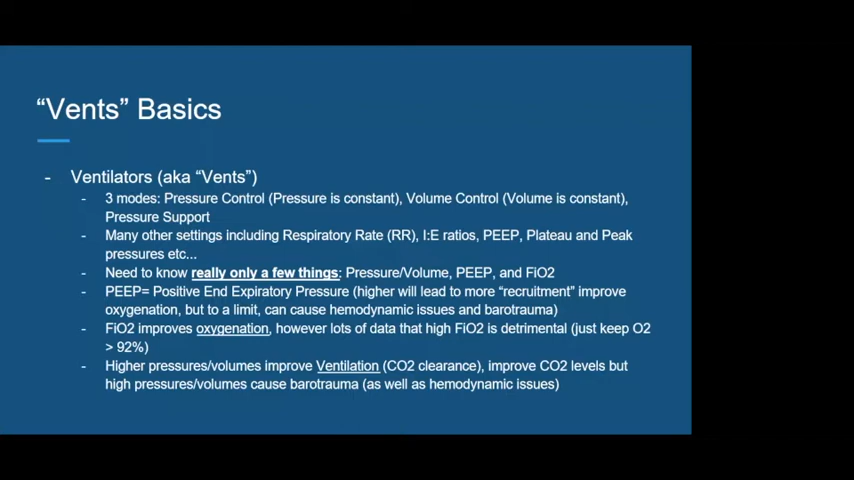 “Vents” Basics
- Ventilators (aka “Vents”)
- 3 modes: Pressure Control (Pressure is constant), Volume Control (Volume is constant),
Pressure Support
- Many other settings including Respiratory Rate (RR), I:E ratios, PEEP, Plateau and Peak
pressures etc...
- Need to know really only a few things: Pressure/Volume, PEEP, and FiO2
- PEEP= Positive End Expiratory Pressure (higher will lead to more “recruitment” improve
oxygenation, but to a limit, can cause hemodynamic issues and barotrauma)
- FiO2 improves oxygenation, however lots of data that high FiO2 is detrimental (just keep O2
> 92%)
- Higher pressures/volumes improve Ventilation (CO2 clearance), improve CO2 levels but
high pressures/volumes cause barotrauma (as well as hemodynamic issues)